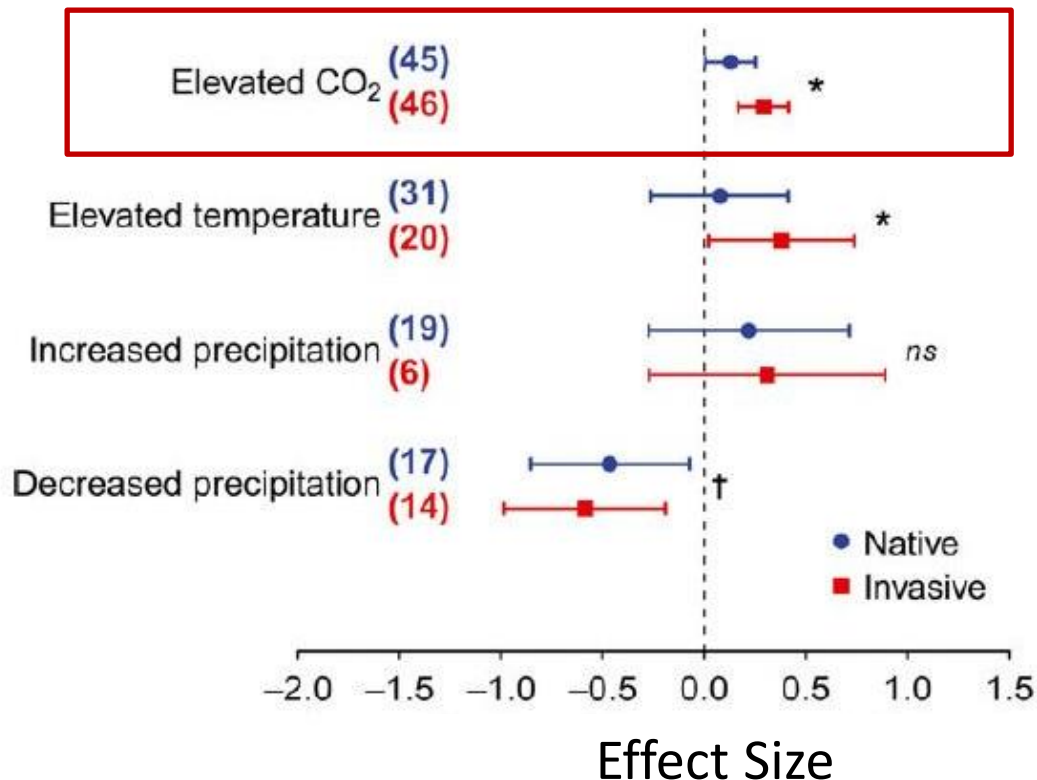 (45)
Elevated CO₂
(46)
*
(31)
Elevated temperature
(20)
*
(19)
Increased precipitation
(6)
ns
(17)
Decreased precipitation
(14)
†
Native
Invasive
–2.0 –1.5 –1.0 –0.5 0.0 0.5 1.0 1.5
Effect Size